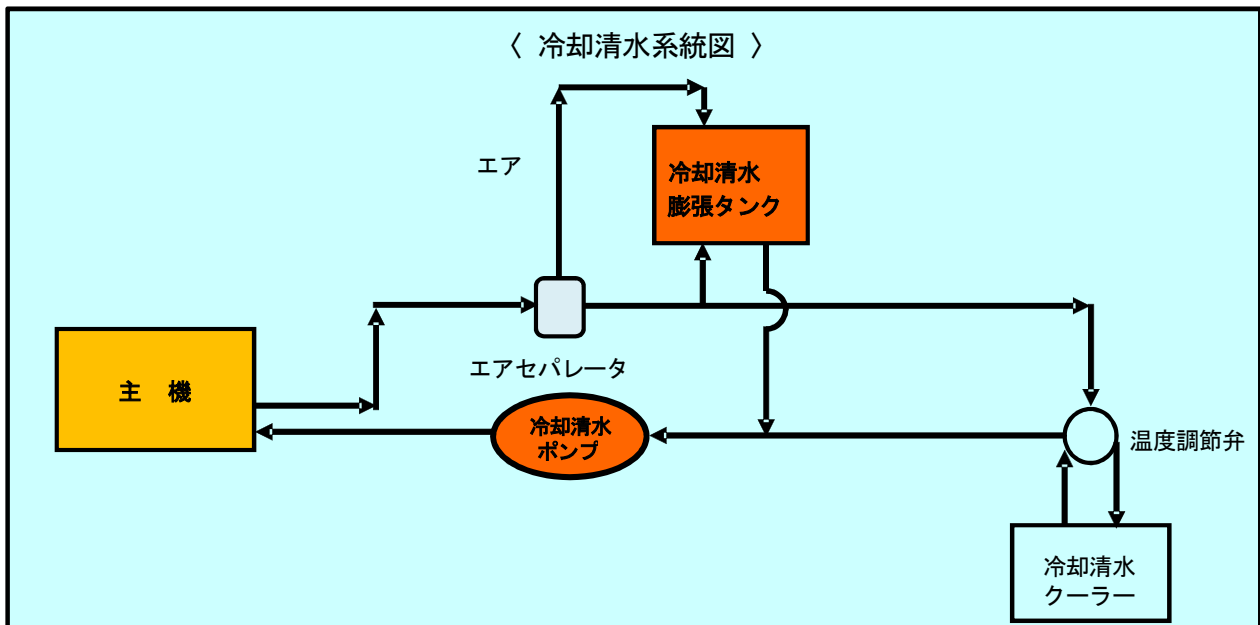 〈 冷却清水系統図 〉
エア
冷却清水
膨張タンク
エアセパレータ
主 機
冷却清水
ポンプ
温度調節弁
冷却清水
クーラー